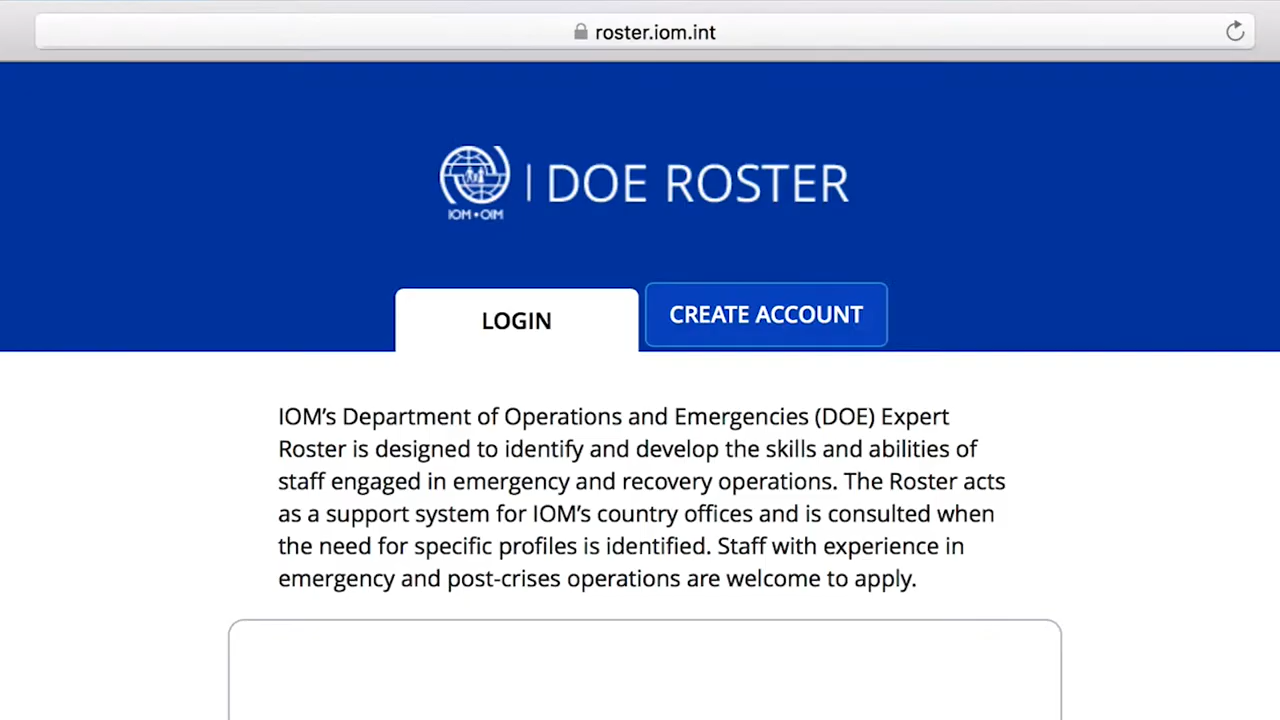 roster.iom.int
IOM • OIM
| DOE ROSTER
LOGIN
CREATE ACCOUNT
IOM’s Department of Operations and Emergencies (DOE) Expert
Roster is designed to identify and develop the skills and abilities of
staff engaged in emergency and recovery operations. The Roster acts
as a support system for IOM’s country offices and is consulted when
the need for specific profiles is identified. Staff with experience in
emergency and post-crises operations are welcome to apply.